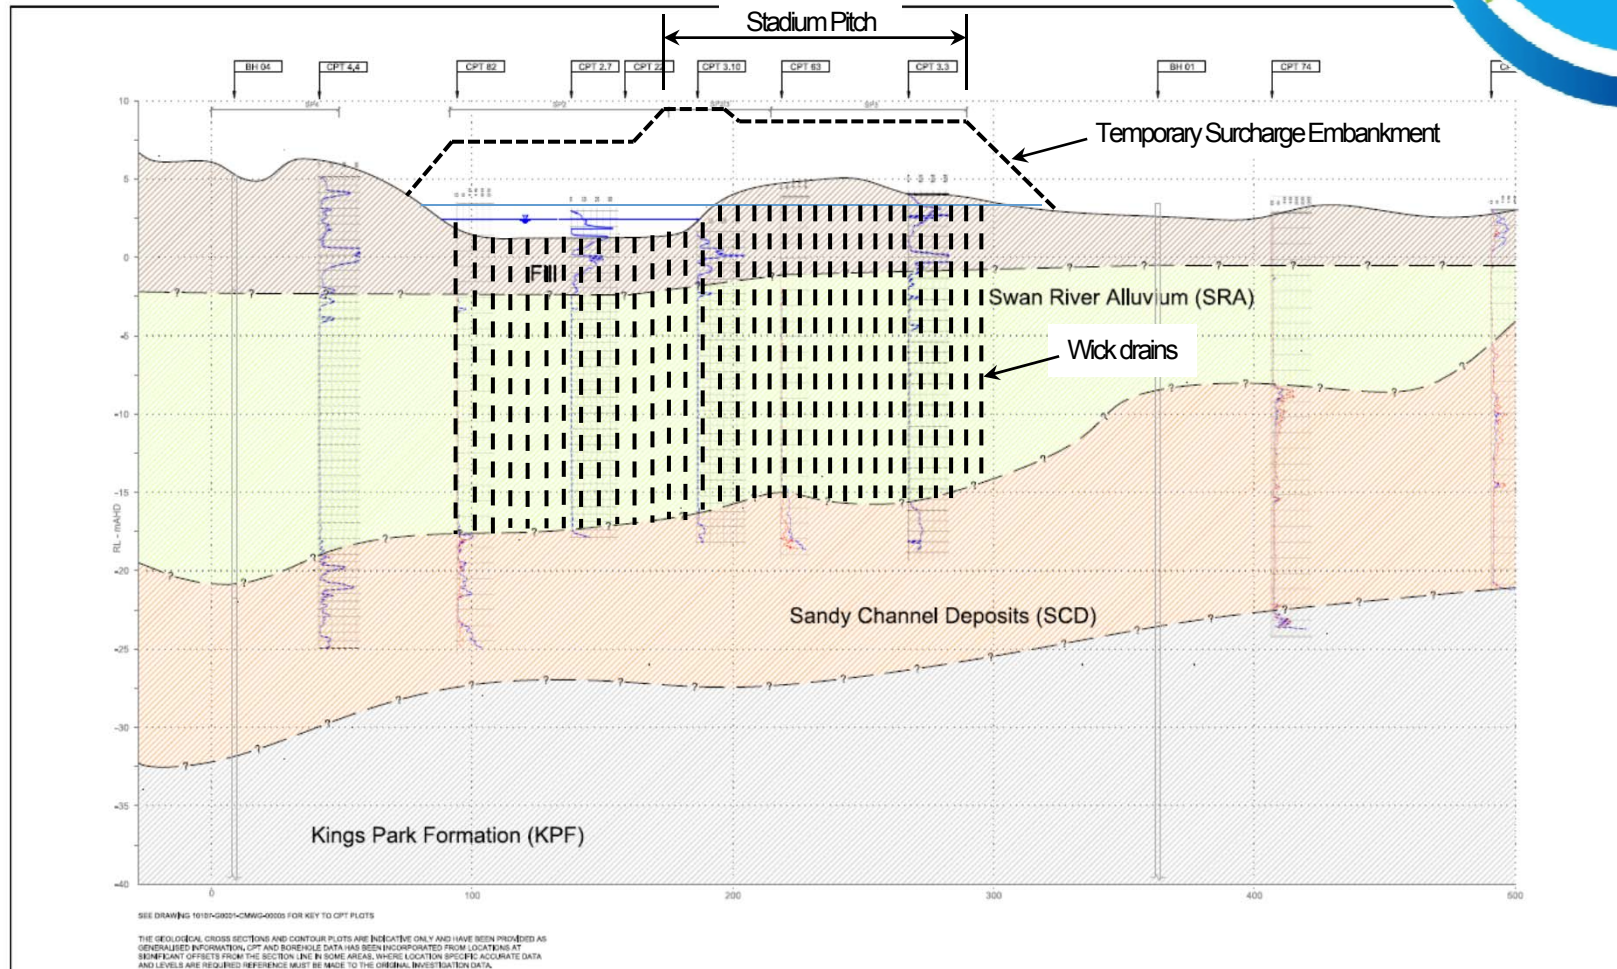 Stadium Pitch
BH 04
CPT 4,4
CPT 82
CPT 2.7
CPT 22
CPT 3.10
CPT 63
CPT 3.3
BH 01
CPT 74
SP4
SP2
SP3
Temporary Surcharge Embankment
10
5
0
-5
-10
-15
-20
-25
-30
-35
-40
RL - mAHD
Fill
Swan River Alluvium (SRA)
Wick drains
Sandy Channel Deposits (SCD)
Kings Park Formation (KPF)
0
100
200
300
400
500
THE GEOLOGICAL CROSS SECTIONS AND CONTOUR PLOTS ARE INDICATIVE ONLY AND HAVE BEEN PROVIDED AS
GENERALISED INFORMATION, CPT AND BOREHOLE DATA HAS BEEN INCORPORATED FROM LOCATIONS AT
SIGNIFICANT OFFSETS FROM THE SECTION LINE IN SOME AREAS. WHERE LOCATION SPECIFIC ACCURATE DATA
AND LEVELS ARE REQUIRED REFERENCE MUST BE MADE TO THE ORIGINAL INVESTIGATION DATA.